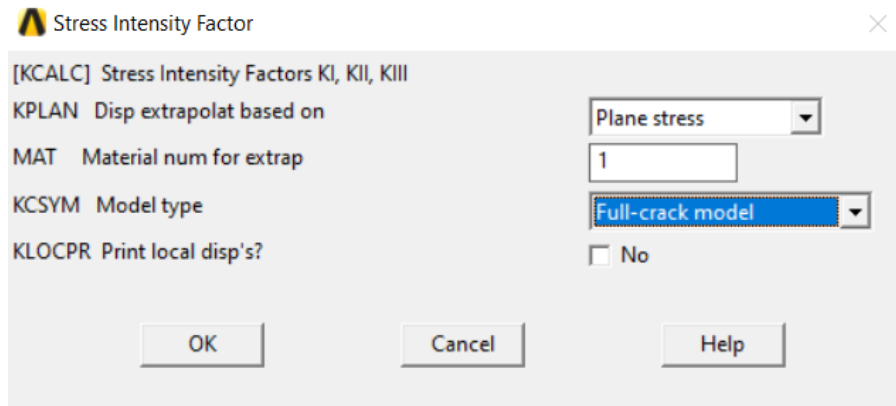 Stress Intensity Factor
[KCALC] Stress Intensity Factors KI, KII, KIII
KPLAN Disp extrapolat based on Plane stress
MAT Material num for extrap 1
KCSYM Model type Full-crack model
KLOCPR Print local disp's? No
OK Cancel Help